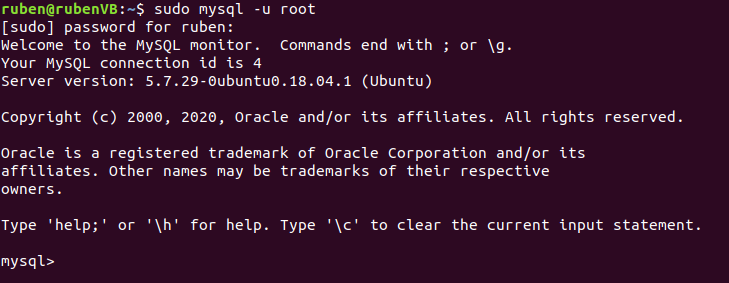 ruben@rubenVB:~$ sudo mysql -u root
[sudo] password for ruben:
Welcome to the MySQL monitor.  Commands end with ; or \g.
Your MySQL connection id is 4
Server version: 5.7.29-0ubuntu0.18.04.1 (Ubuntu)

Copyright (c) 2000, 2020, Oracle and/or its affiliates. All rights reserved.

Oracle is a registered trademark of Oracle Corporation and/or its
affiliates. Other names may be trademarks of their respective
owners.

Type 'help;' or '\h' for help. Type '\c' to clear the current input statement.

mysql>